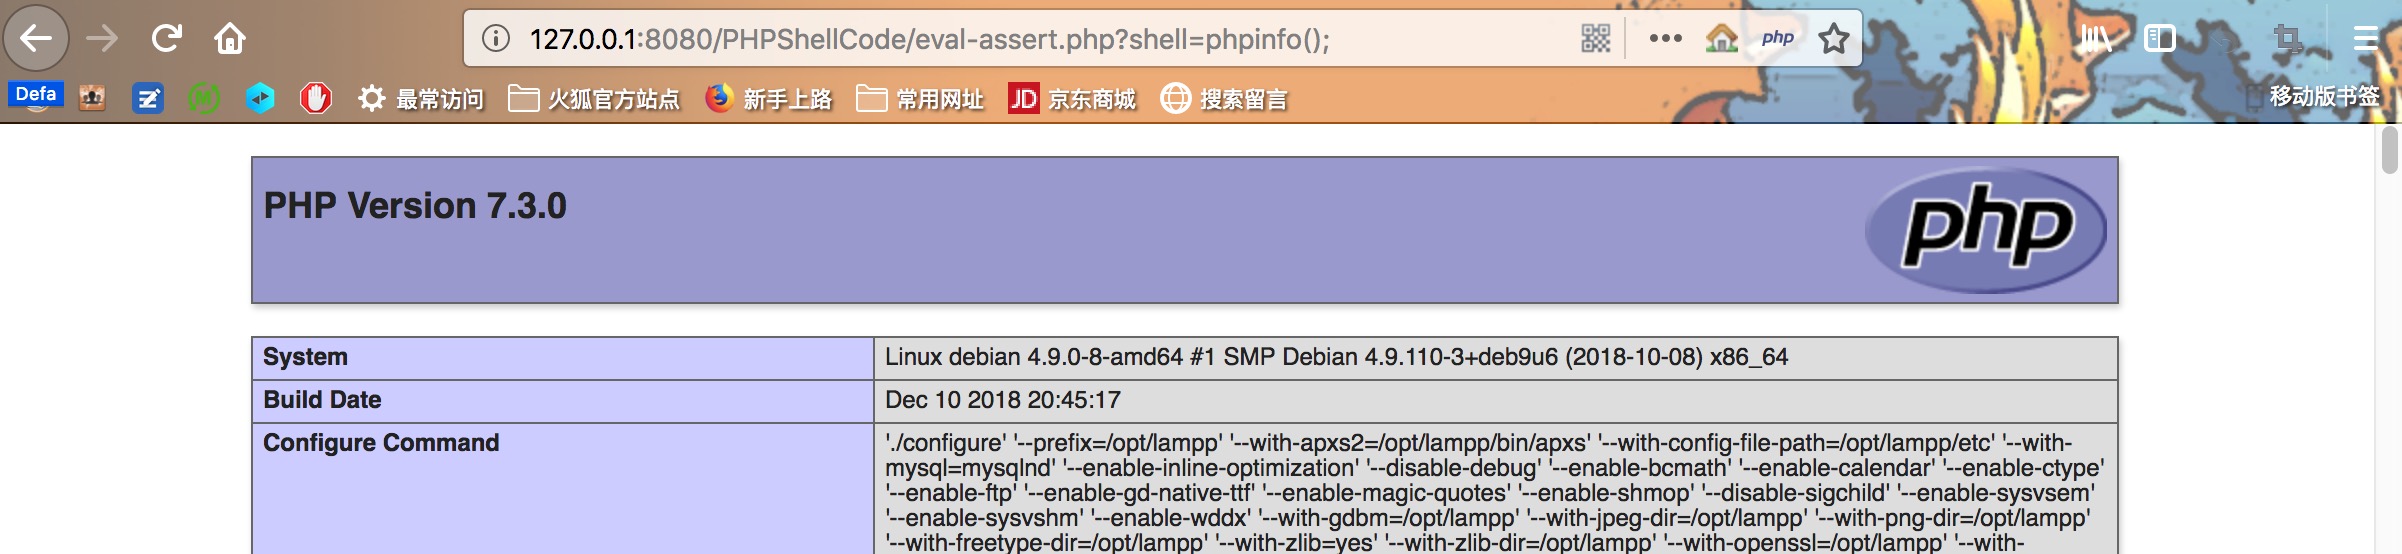 127.0.0.1:8080/PHPShellCode/eval-assert.php?shell=phpinfo();
php
Defa
最常访问
火狐官方站点
新手上路
常用网址
JD 京东商城
搜索留言
移动版书签
PHP Version 7.3.0
php
System Linux debian 4.9.0-8-amd64 #1 SMP Debian 4.9.110-3+deb9u6 (2018-10-08) x86_64
Build Date Dec 10 2018 20:45:17
Configure Command './configure' '--prefix=/opt/lampp' '--with-apxs2=/opt/lampp/bin/apxs' '--with-config-file-path=/opt/lampp/etc' '--with-
mysql=mysqlnd' '--enable-inline-optimization' '--disable-debug' '--enable-bcmath' '--enable-calendar' '--enable-ctype'
'--enable-ftp' '--enable-gd-native-ttf' '--enable-magic-quotes' '--enable-shmop' '--disable-sigchild' '--enable-sysvsem'
'--enable-sysvshm' '--enable-wddx' '--with-gdbm=/opt/lampp' '--with-jpeg-dir=/opt/lampp' '--with-png-dir=/opt/lampp'
'--with-freetype-dir=/opt/lampp' '--with-zlib=yes' '--with-zlib-dir=/opt/lampp' '--with-openssl=/opt/lampp' '--with-